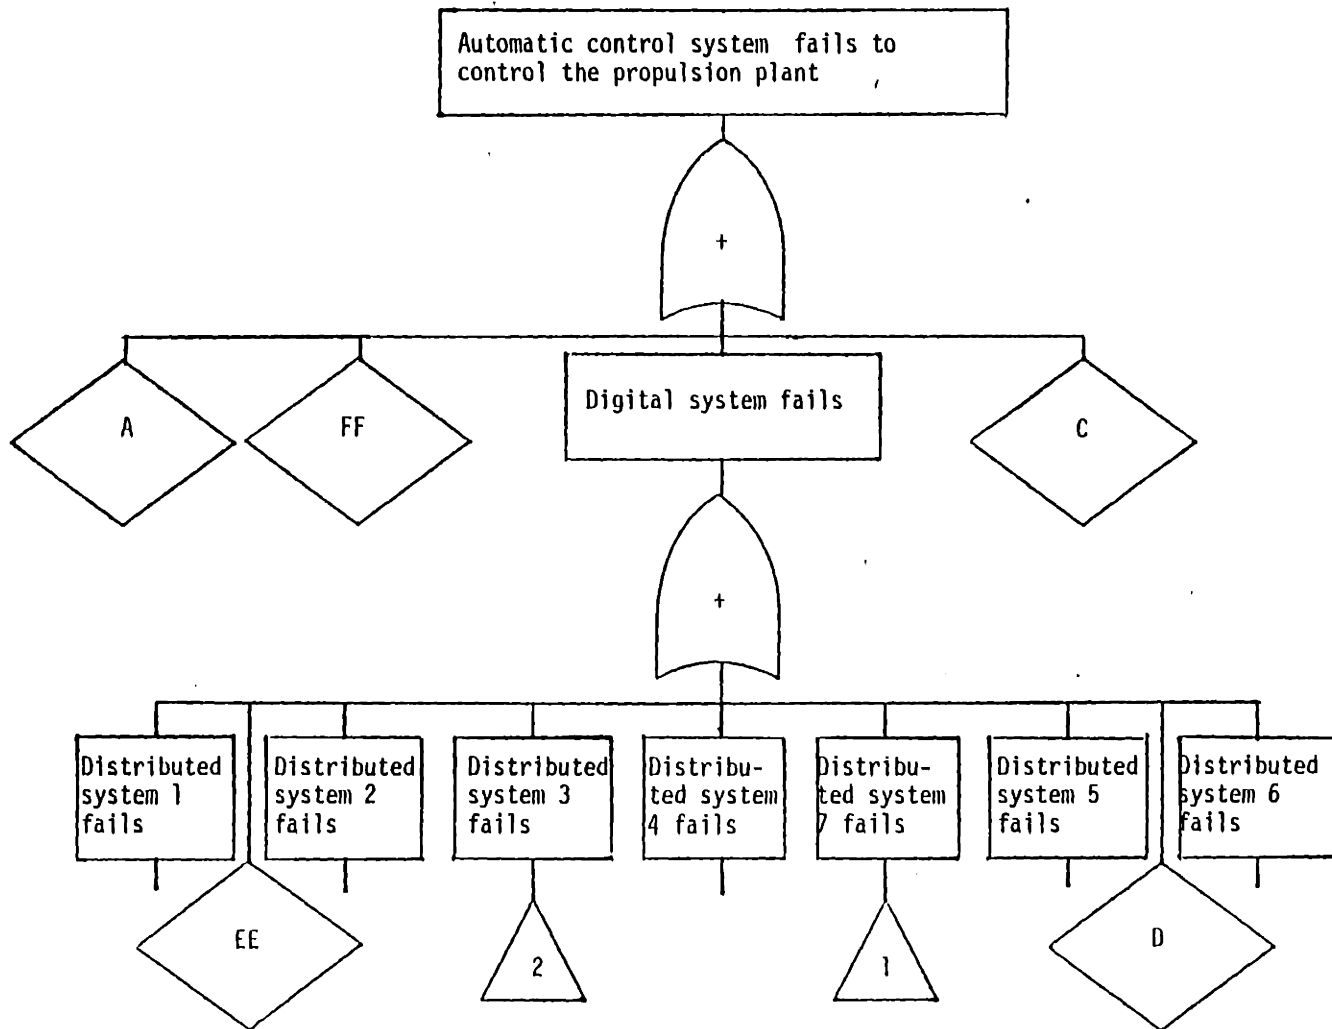 Automatic control system fails to
control the propulsion plant
+
A
FF
Digital system fails
C
+
Distributed
system 1
fails
Distributed
system 2
fails
Distributed
system 3
fails
Distribu-
ted system
4 fails
Distribu-
ted system
7 fails
Distributed
system 5
fails
Distributed
system 6
fails
EE
2
1
D